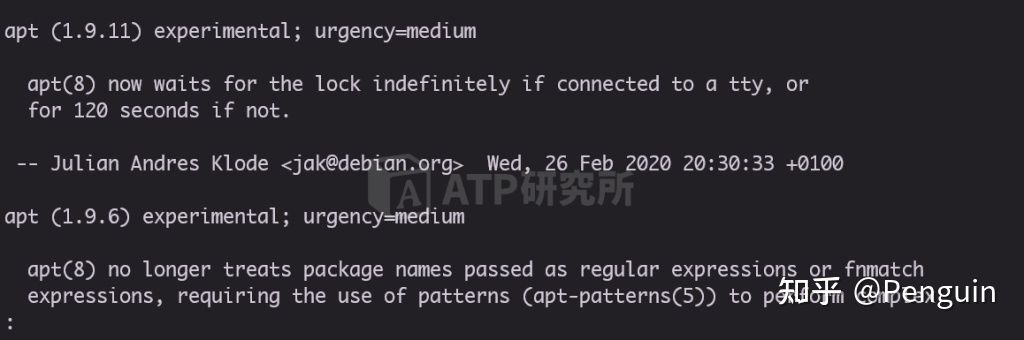 apt (1.9.11) experimental; urgency=medium
apt(8) now waits for the lock indefinitely if connected to a tty, or
for 120 seconds if not.
-- Julian Andres Klode <jak@debian.org>  Wed, 26 Feb 2020 20:30:33 +0100
ATP研究所
apt (1.9.6) experimental; urgency=medium
apt(8) no longer treats package names passed as regular expressions or fnmatch
expressions, requiring the use of patterns (apt-patterns(5)) to perform complex
知乎 @Penguin
: